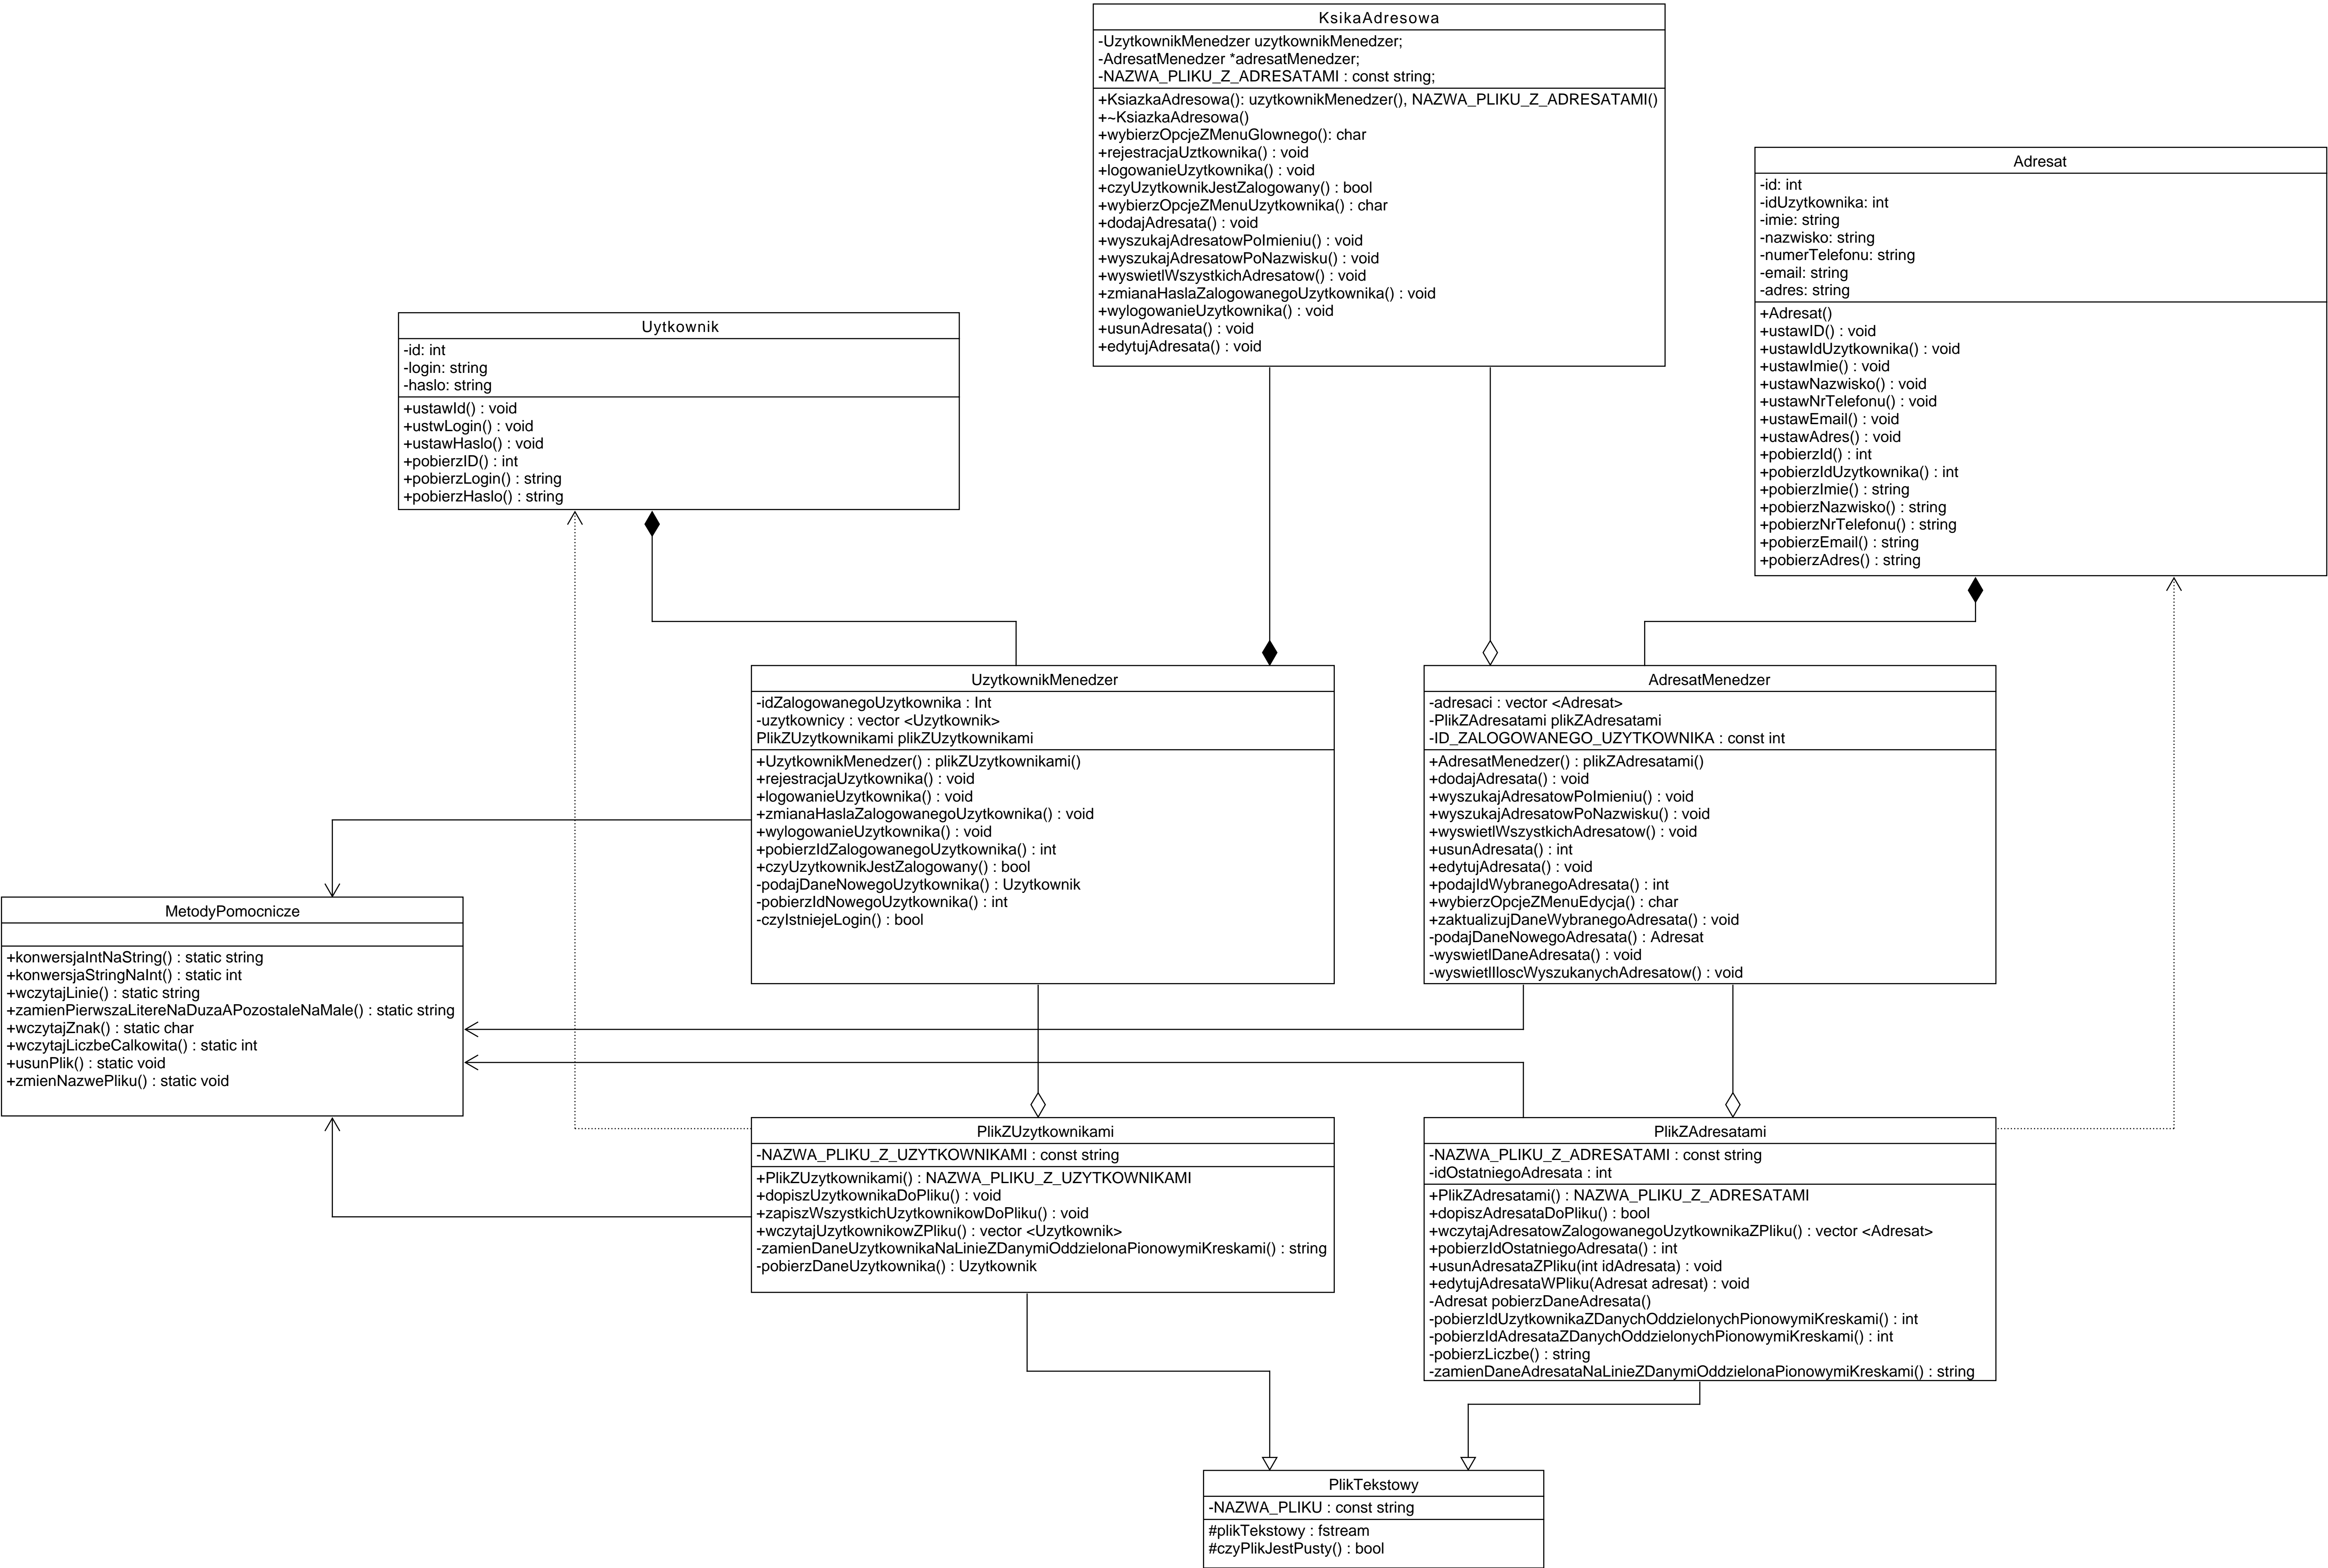 KsikaAdresowa
-UzytkownikMenedzer uzytkownikMenedzer;
-AdresatMenedzer *adresatMenedzer;
-NAZWA_PLIKU_Z_ADRESATAMI : const string;
+KsiazkaAdresowa(): uzytkownikMenedzer(), NAZWA_PLIKU_Z_ADRESATAMI()
+~KsiazkaAdresowa()
+wybierzOpcjeZMenuGlownego(): char
+rejestracjaUztkownika() : void
+logowanieUzytkownika() : void
+czyUzytkownikJestZalogowany() : bool
+wybierzOpcjeZMenuUzytkownika() : char
+dodajAdresata() : void
+wyszukajAdresatowPoImieniu() : void
+wyszukajAdresatowPoNazwisku() : void
+wyswietlWszystkichAdresatow() : void
+zmianaHaslaZalogowanegoUzytkownika() : void
+wylogowanieUzytkownika() : void
+usunAdresata() : void
+edytujAdresata() : void
Adresat
-id: int
-idUzytkownika: int
-imie: string
-nazwisko: string
-numerTelefonu: string
-email: string
-adres: string
+Adresat()
+ustawID() : void
+ustawIdUzytkownika() : void
+ustawImie() : void
+ustawNazwisko() : void
+ustawNrTelefonu() : void
+ustawEmail() : void
+ustawAdres() : void
+pobierzId() : int
+pobierzIdUzytkownika() : int
+pobierzImie() : string
+pobierzNazwisko() : string
+pobierzNrTelefonu() : string
+pobierzEmail() : string
+pobierzAdres() : string
Uytkownik
-id: int
-login: string
-haslo: string
+ustawId() : void
+ustwLogin() : void
+ustawHaslo() : void
+pobierzID() : int
+pobierzLogin() : string
+pobierzHaslo() : string
UzytkownikMenedzer
-idZalogowanegoUzytkownika : Int
-uzytkownicy : vector <Uzytkownik>
PlikZUzytkownikami plikZUzytkownikami
+UzytkownikMenedzer() : plikZUzytkownikami()
+rejestracjaUzytkownika() : void
+logowanieUzytkownika() : void
+zmianaHaslaZalogowanegoUzytkownika() : void
+wylogowanieUzytkownika() : void
+pobierzIdZalogowanegoUzytkownika() : int
+czyUzytkownikJestZalogowany() : bool
-podajDaneNowegoUzytkownika() : Uzytkownik
-pobierzIdNowegoUzytkownika() : int
-czyIstniejeLogin() : bool
AdresatMenedzer
-adresaci : vector <Adresat>
-PlikZAdresatami plikZAdresatami
-ID_ZALOGOWANEGO_UZYTKOWNIKA : const int
+AdresatMenedzer() : plikZAdresatami()
+dodajAdresata() : void
+wyszukajAdresatowPoImieniu() : void
+wyszukajAdresatowPoNazwisku() : void
+wyswietlWszystkichAdresatow() : void
+usunAdresata() : int
+edytujAdresata() : void
+podajIdWybranegoAdresata() : int
+wybierzOpcjeZMenuEdycja() : char
+zaktualizujDaneWybranegoAdresata() : void
-podajDaneNowegoAdresata() : Adresat
-wyswietlDaneAdresata() : void
-wyswietlIloscWyszukanychAdresatow() : void
MetodyPomocnicze
+konwersjaIntNaString() : static string
+konwersjaStringNaInt() : static int
+wczytajLinie() : static string
+zamienPierwszaLitereNaDuzaAPozostaleNaMale() : static string
+wczytajZnak() : static char
+wczytajLiczbeCalkowita() : static int
+usunPlik() : static void
+zmienNazwePliku() : static void
PlikZUzytkownikami
-NAZWA_PLIKU_Z_UZYTKOWNIKAMI : const string
+PlikZUzytkownikami() : NAZWA_PLIKU_Z_UZYTKOWNIKAMI
+dopiszUzytkownikaDoPliku() : void
+zapiszWszystkichUzytkownikowDoPliku() : void
+wczytajUzytkownikowZPliku() : vector <Uzytkownik>
-zamienDaneUzytkownikaNaLinieZDanymiOddzielonaPionowymiKreskami() : string
-pobierzDaneUzytkownika() : Uzytkownik
PlikZAdresatami
-NAZWA_PLIKU_Z_ADRESATAMI : const string
-idOstatniegoAdresata : int
+PlikZAdresatami() : NAZWA_PLIKU_Z_ADRESATAMI
+dopiszAdresataDoPliku() : bool
+wczytajAdresatowZalogowanegoUzytkownikaZPliku() : vector <Adresat>
+pobierzIdOstatniegoAdresata() : int
+usunAdresataZPliku(int idAdresata) : void
+edytujAdresataWPliku(Adresat adresat) : void
-Adresat pobierzDaneAdresata()
-pobierzIdUzytkownikaZDanychOddzielonychPionowymiKreskami() : int
-pobierzIdAdresataZDanychOddzielonychPionowymiKreskami() : int
-pobierzLiczbe() : string
-zamienDaneAdresataNaLinieZDanymiOddzielonaPionowymiKreskami() : string
PlikTekstowy
-NAZWA_PLIKU : const string
#plikTekstowy : fstream
#czyPlikJestPusty() : bool